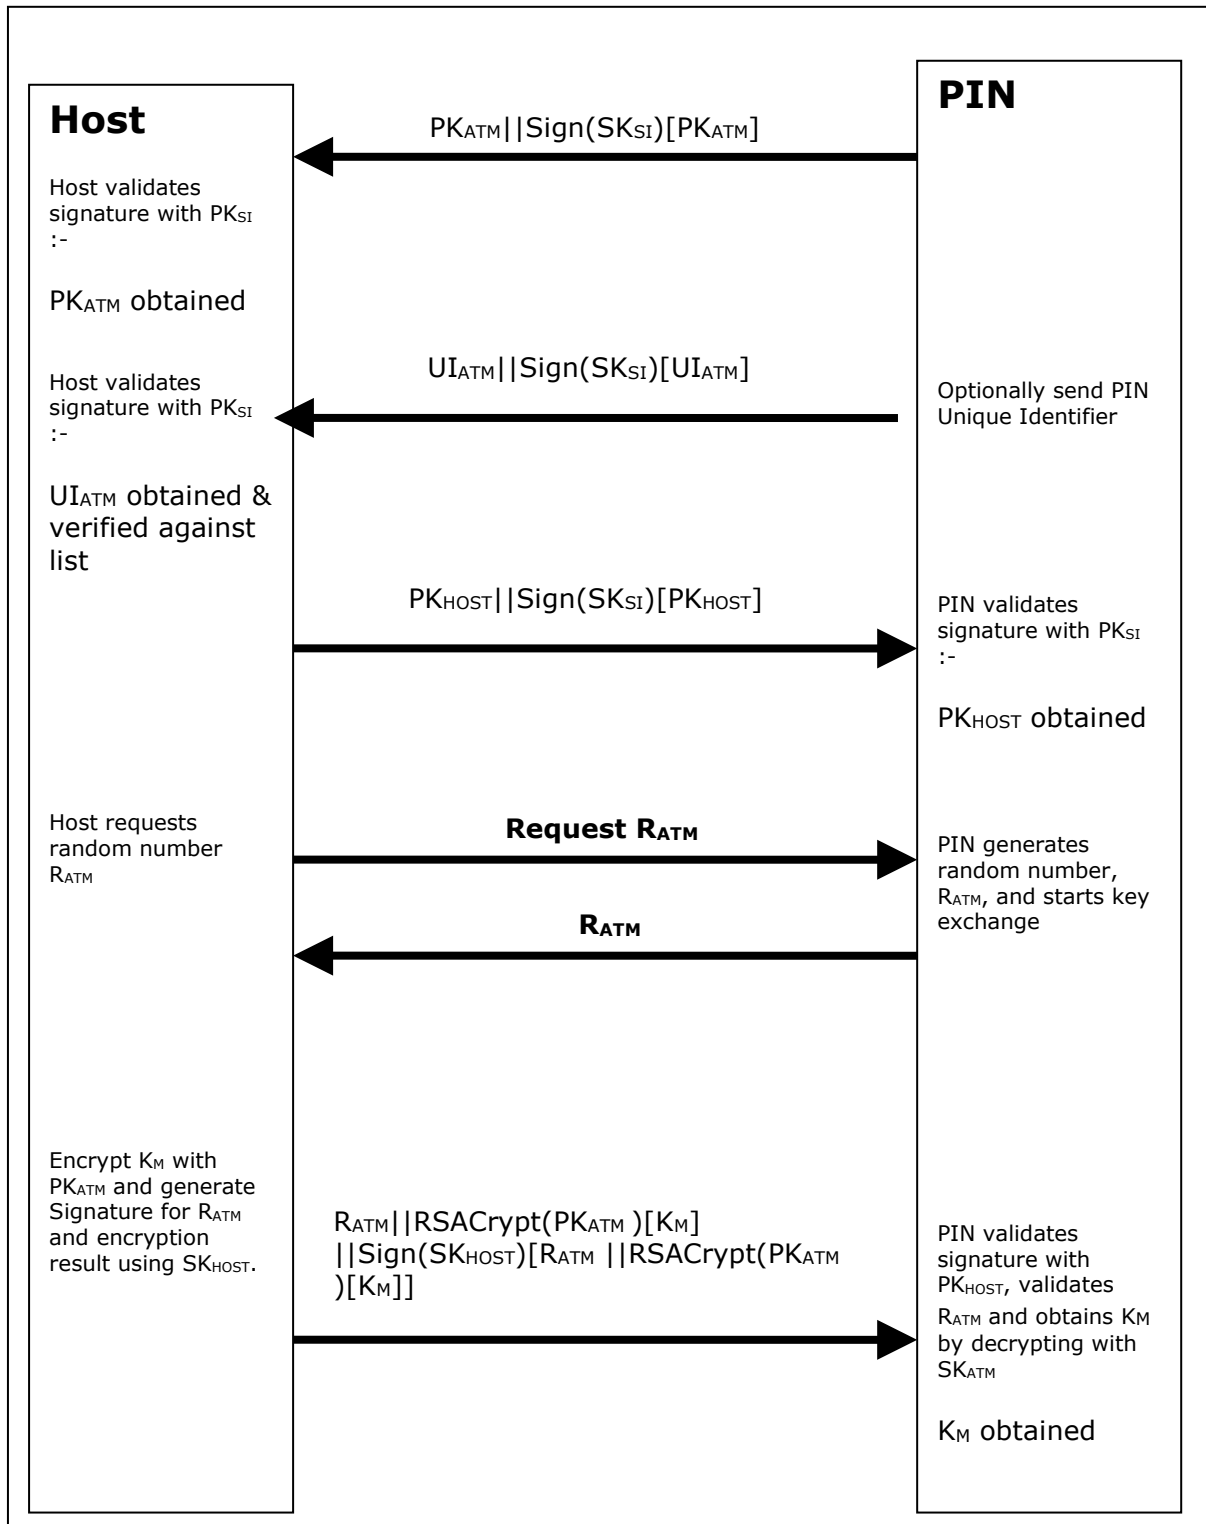 Host
PIN
PKATM||Sign(SKSI)[PKATM]
Host validates
signature with PKSI
:-
PKATM obtained
UIATM||Sign(SKSI)[UIATM]
Host validates
signature with PKSI
:-
Optionally send PIN
Unique Identifier
UIATM obtained &
verified against
list
PKHOST||Sign(SKSI)[PKHOST]
PIN validates
signature with PKSI
:-
PKHOST obtained
Host requests
random number
RATM
Request RATM
PIN generates
random number,
RATM, and starts key
exchange
RATM
Encrypt KM with
PKATM and generate
Signature for RATM
and encryption
result using SKHOST.
RATM||RSACrypt(PKATM )[KM]
||Sign(SKHOST)[RATM ||RSACrypt(PKATM
)[KM]]
PIN validates
signature with
PKHOST, validates
RATM and obtains KM
by decrypting with
SKATM
KM obtained